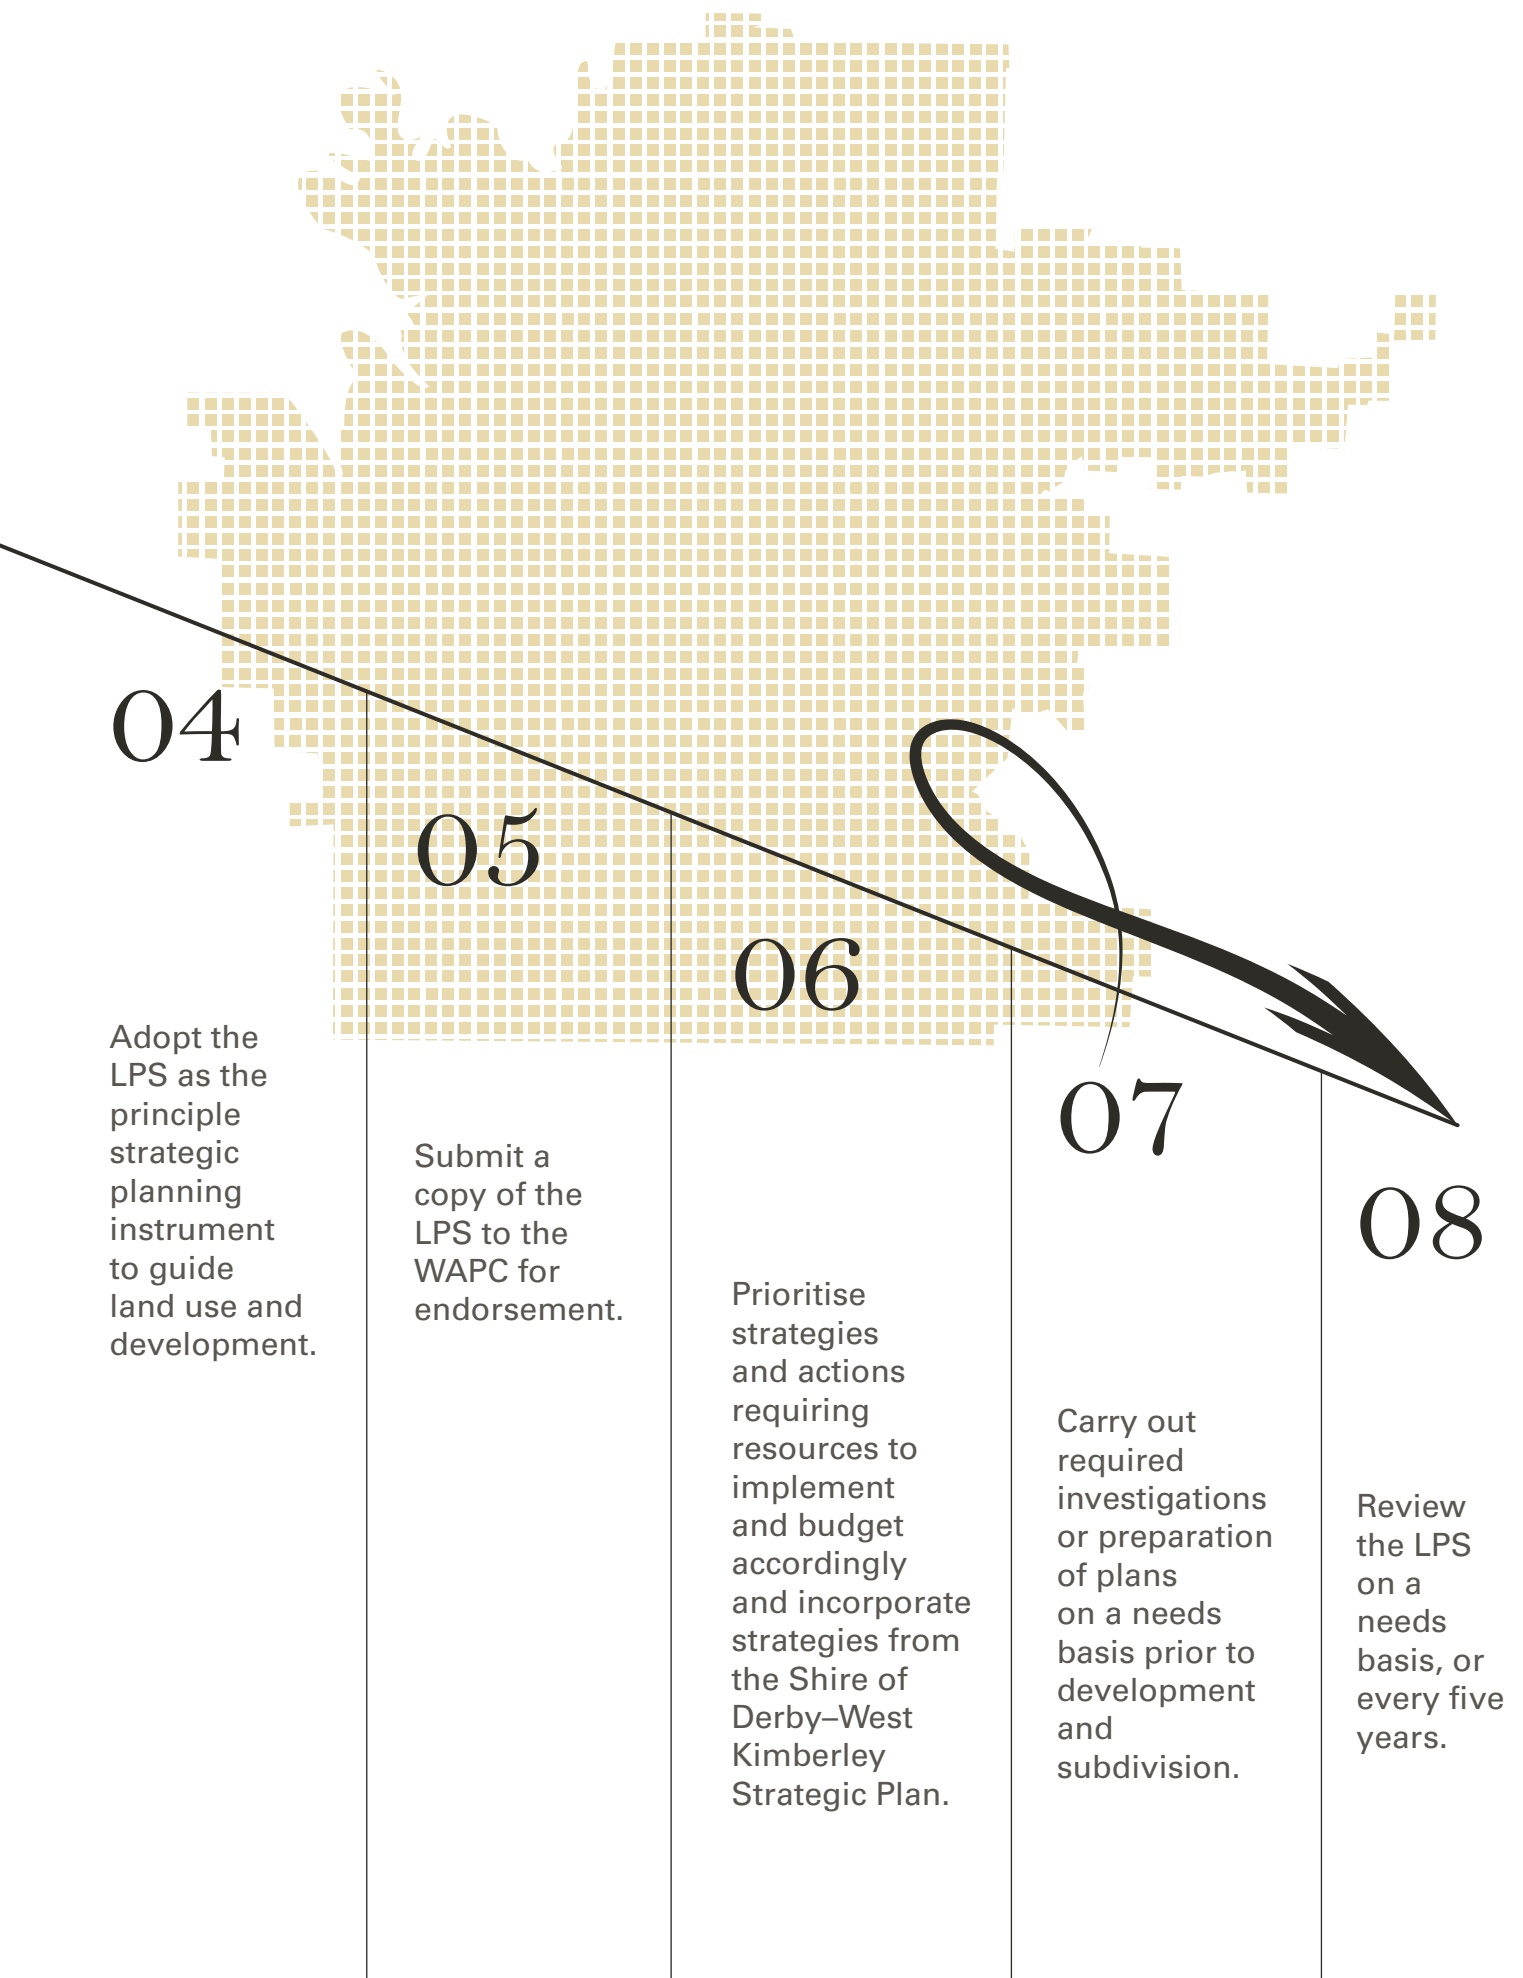 04
Adopt the
LPS as the
principle
strategic
planning
instrument
to guide
land use and
development.
05
Submit a
copy of the
LPS to the
WAPC for
endorsement.
06
Prioritise
strategies
and actions
requiring
resources to
implement
and budget
accordingly
and incorporate
strategies from
the Shire of
Derby–West
Kimberley
Strategic Plan.
07
Carry out
required
investigations
or preparation
of plans
on a needs
basis prior to
development
and
subdivision.
08
Review
the LPS
on a
needs
basis, or
every five
years.